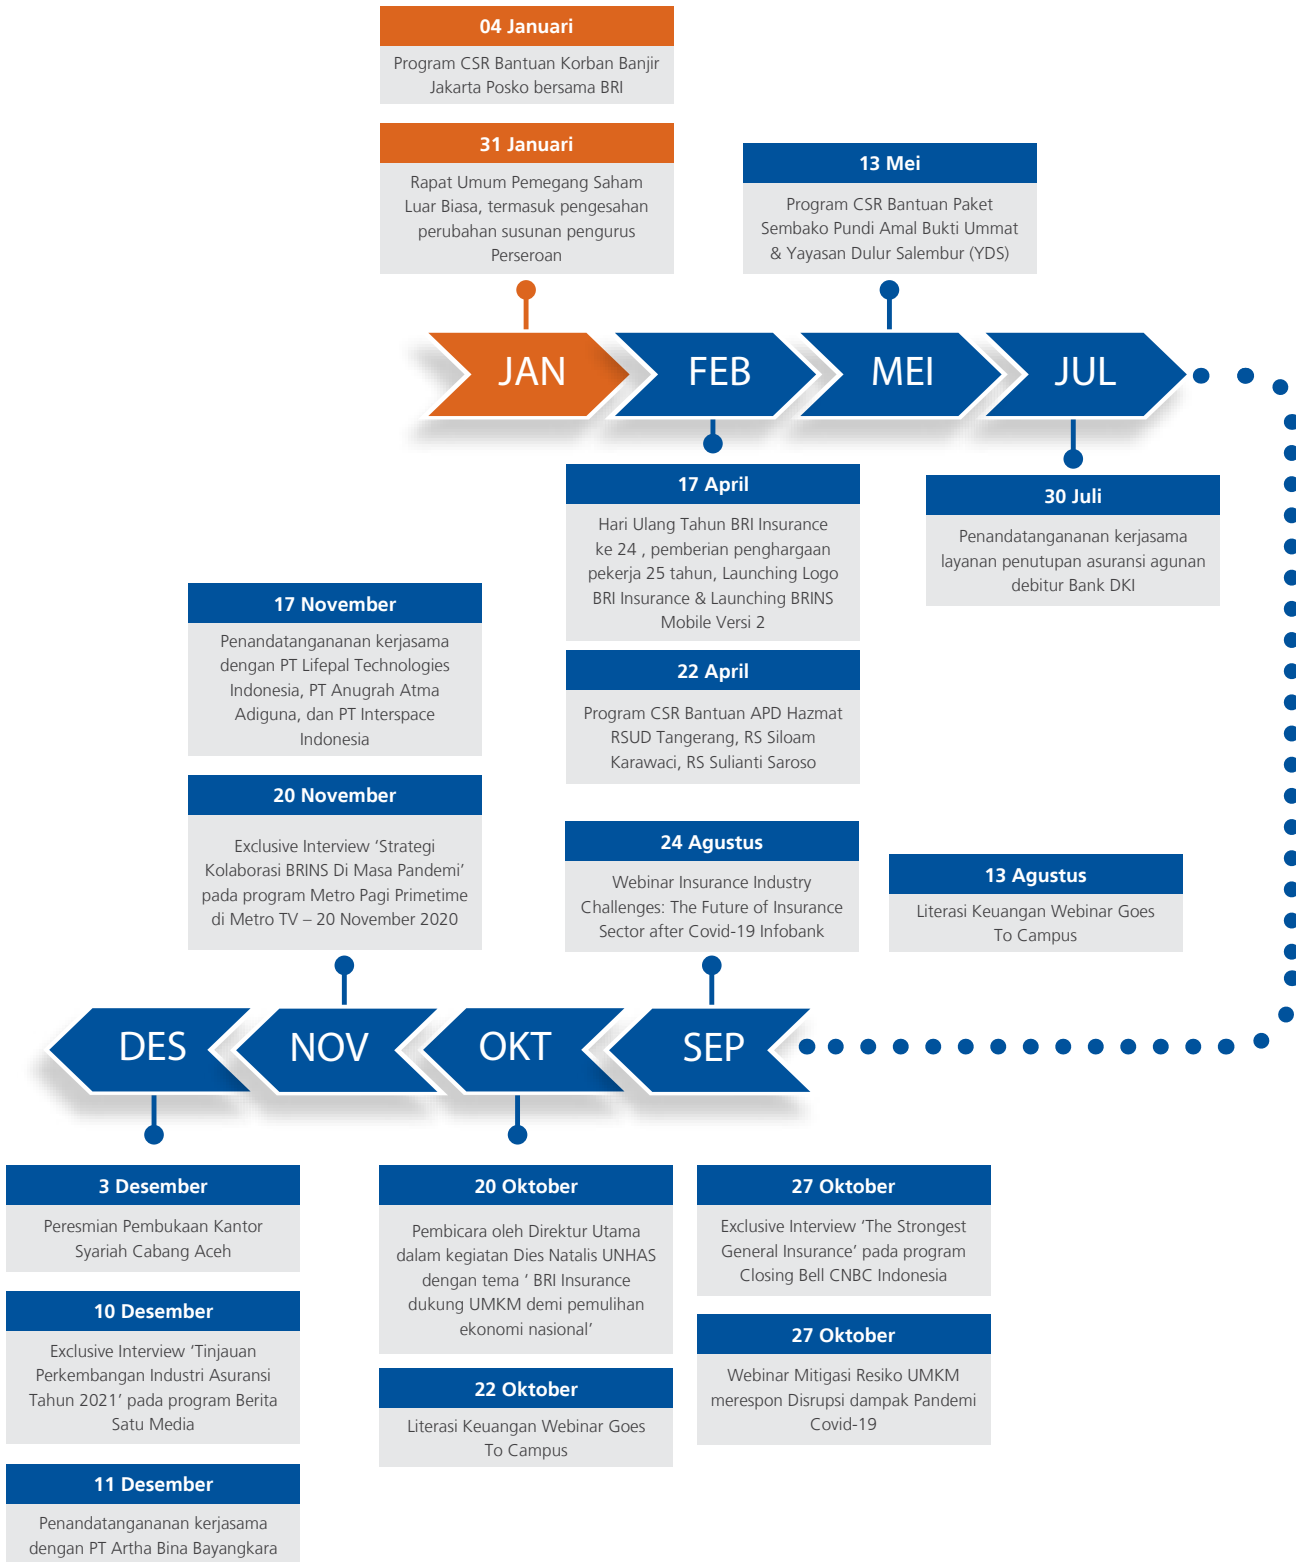 04 Januari
Program CSR Bantuan Korban Banjir
Jakarta Posko bersama BRI
31 Januari
Rapat Umum Pemegang Saham
Luar Biasa, termasuk pengesahan
perubahan susunan pengurus
Perseroan
13 Mei
Program CSR Bantuan Paket
Sembako Pundi Amal Bukti Ummat
& Yayasan Dulur Salembur (YDS)
JAN
FEB
MEI
JUL
17 April
Hari Ulang Tahun BRI Insurance
ke 24 , pemberian penghargaan
pekerja 25 tahun, Launching Logo
BRI Insurance & Launching BRINS
Mobile Versi 2
22 April
Program CSR Bantuan APD Hazmat
RSUD Tangerang, RS Siloam
Karawaci, RS Sulianti Saroso
30 Juli
Penandatangananan kerjasama
layanan penutupan asuransi agunan
debitur Bank DKI
17 November
Penandatangananan kerjasama
dengan PT Lifepal Technologies
Indonesia, PT Anugrah Atma
Adiguna, dan PT Interspace
Indonesia
20 November
Exclusive Interview ‘Strategi
Kolaborasi BRINS Di Masa Pandemi’
pada program Metro Pagi Primetime
di Metro TV – 20 November 2020
24 Agustus
Webinar Insurance Industry
Challenges: The Future of Insurance
Sector after Covid-19 Infobank
13 Agustus
Literasi Keuangan Webinar Goes
To Campus
DES
NOV
OKT
SEP
3 Desember
Peresmian Pembukaan Kantor
Syariah Cabang Aceh
10 Desember
Exclusive Interview ‘Tinjauan
Perkembangan Industri Asuransi
Tahun 2021’ pada program Berita
Satu Media
11 Desember
Penandatangananan kerjasama
dengan PT Artha Bina Bayangkara
20 Oktober
Pembicara oleh Direktur Utama
dalam kegiatan Dies Natalis UNHAS
dengan tema ‘ BRI Insurance
dukung UMKM demi pemulihan
ekonomi nasional’
22 Oktober
Literasi Keuangan Webinar Goes
To Campus
27 Oktober
Exclusive Interview ‘The Strongest
General Insurance’ pada program
Closing Bell CNBC Indonesia
27 Oktober
Webinar Mitigasi Resiko UMKM
merespon Disrupsi dampak Pandemi
Covid-19